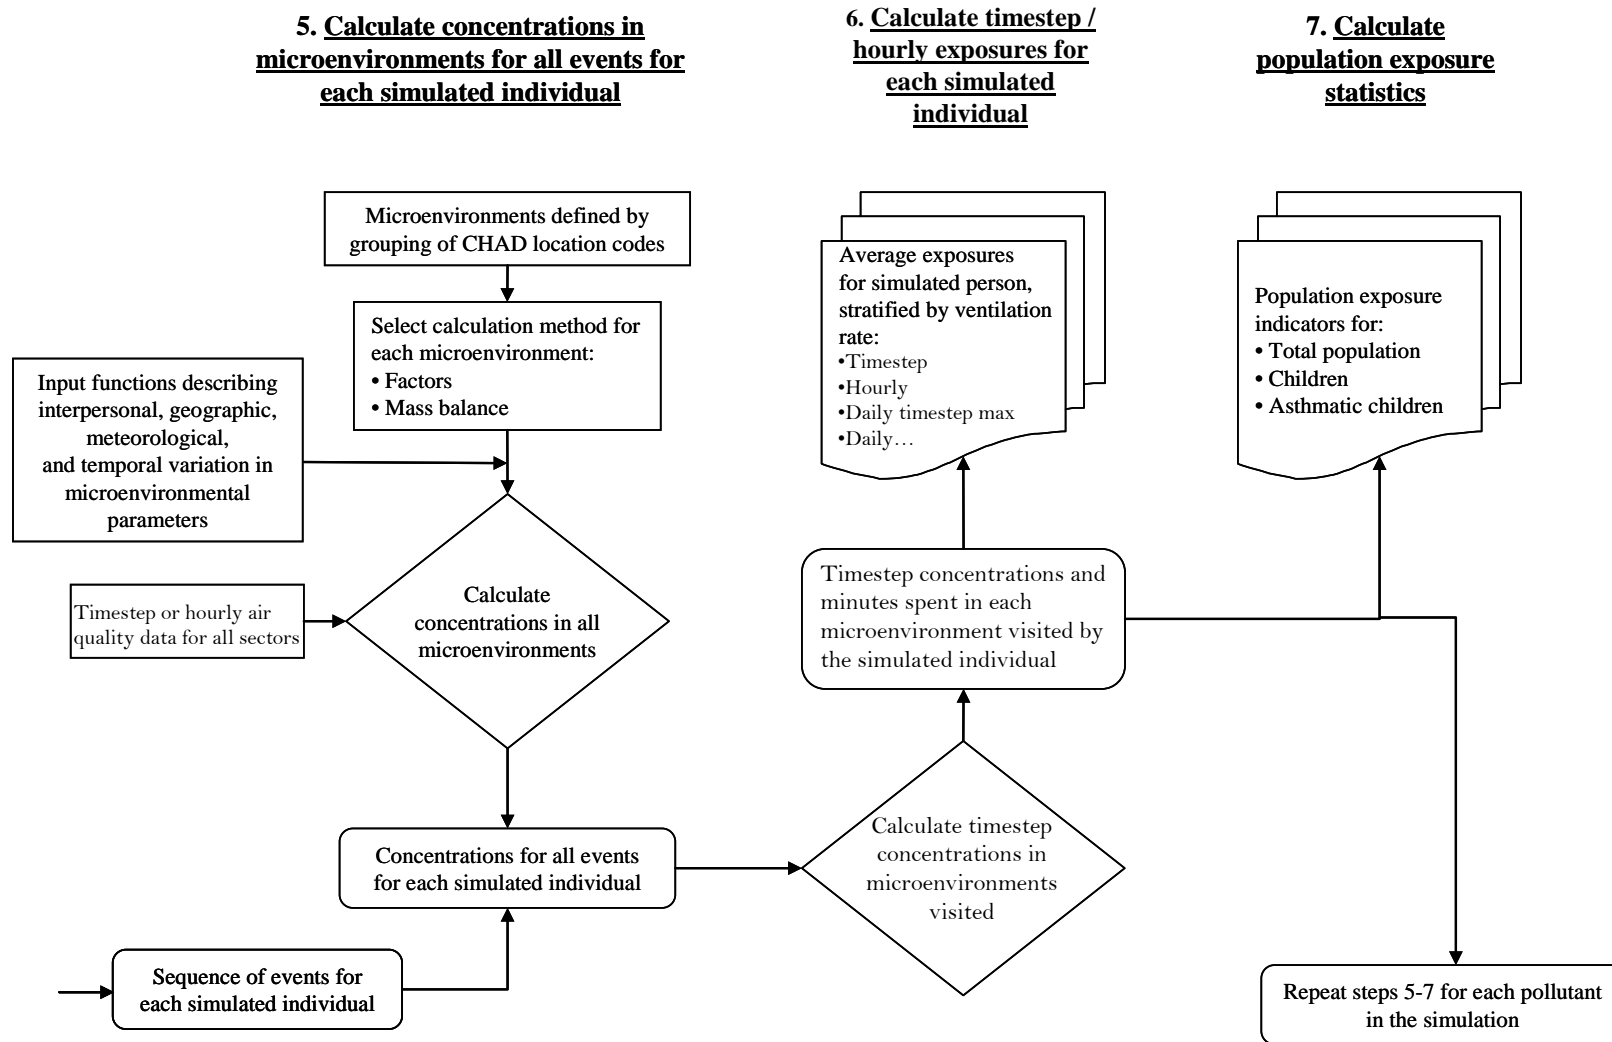 5. Calculate concentrations in
microenvironments for all events for
each simulated individual
6. Calculate timestep /
hourly exposures for
each simulated
individual
7. Calculate
population exposure
statistics
Microenvironments defined by
grouping of CHAD location codes
Select calculation method for
each microenvironment:
• Factors
• Mass balance
Input functions describing
interpersonal, geographic,
meteorological,
and temporal variation in
microenvironmental
parameters
Timestep or hourly air
quality data for all sectors
Calculate
concentrations in all
microenvironments
Concentrations for all events
for each simulated individual
Sequence of events for
each simulated individual
Average exposures
for simulated person,
stratified by ventilation
rate:
•Timestep
•Hourly
•Daily timestep max
•Daily…
Timestep concentrations and
minutes spent in each
microenvironment visited by
the simulated individual
Calculate timestep
concentrations in
microenvironments
visited
Population exposure
indicators for:
• Total population
• Children
• Asthmatic children
Repeat steps 5-7 for each pollutant
in the simulation